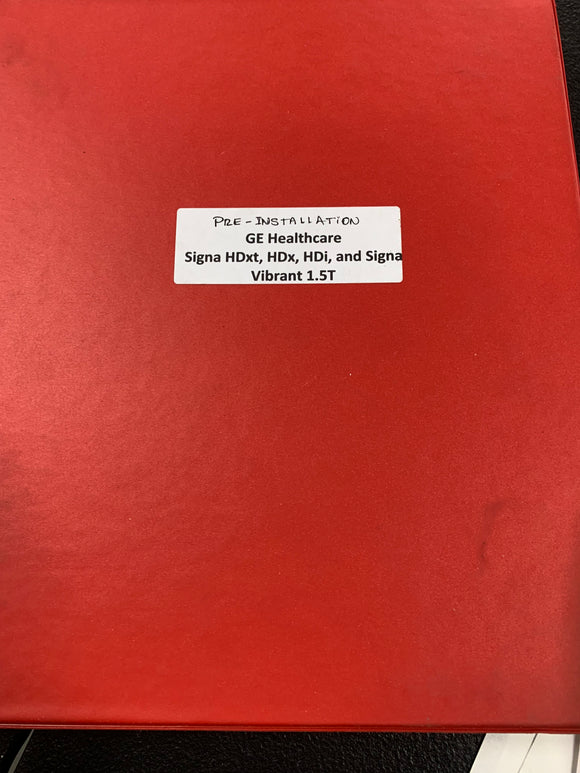 PRE-INSTALLATION
GE Healthcare
Signa HDxt, HDx, HDi, and Signa
Vibrant 1.5T